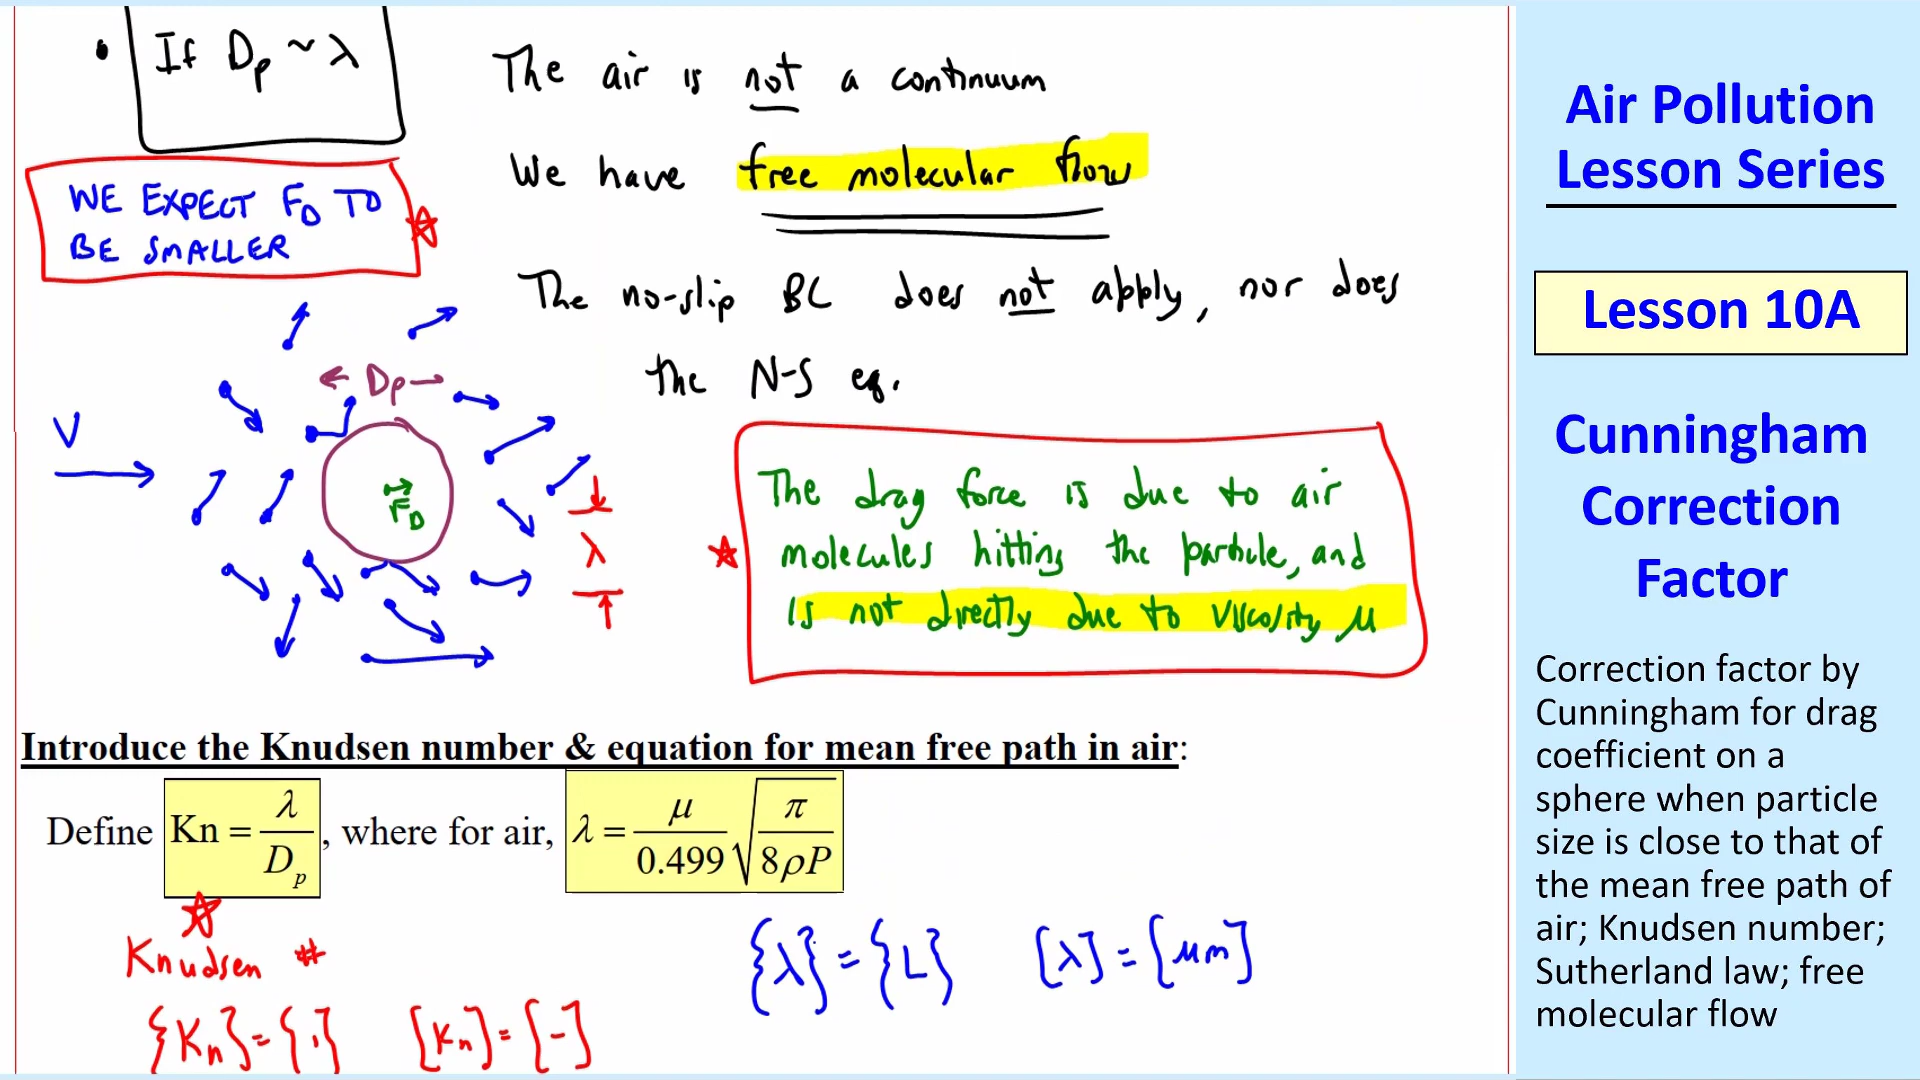 • If Dp ~ λ
The air is not a continuum
We have free molecular flow
WE EXPECT FD TO
BE SMALLER
The no-slip BC does not apply, nor does
the N-S eq.
← Dp →
V
FD
λ
The drag force is due to air
molecules hitting the particle, and
is not directly due to viscosity μ
Introduce the Knudsen number & equation for mean free path in air:
Define Kn = λ / Dp, where for air, λ = μ / 0.499 √(π / 8ρP)
Knudsen #
{Kn} = {1} [Kn] = [-]
{λ} = {L} [λ] = [μm]
Air Pollution
Lesson Series
Lesson 10A
Cunningham
Correction
Factor
Correction factor by
Cunningham for drag
coefficient on a
sphere when particle
size is close to that of
the mean free path of
air; Knudsen number;
Sutherland law; free
molecular flow